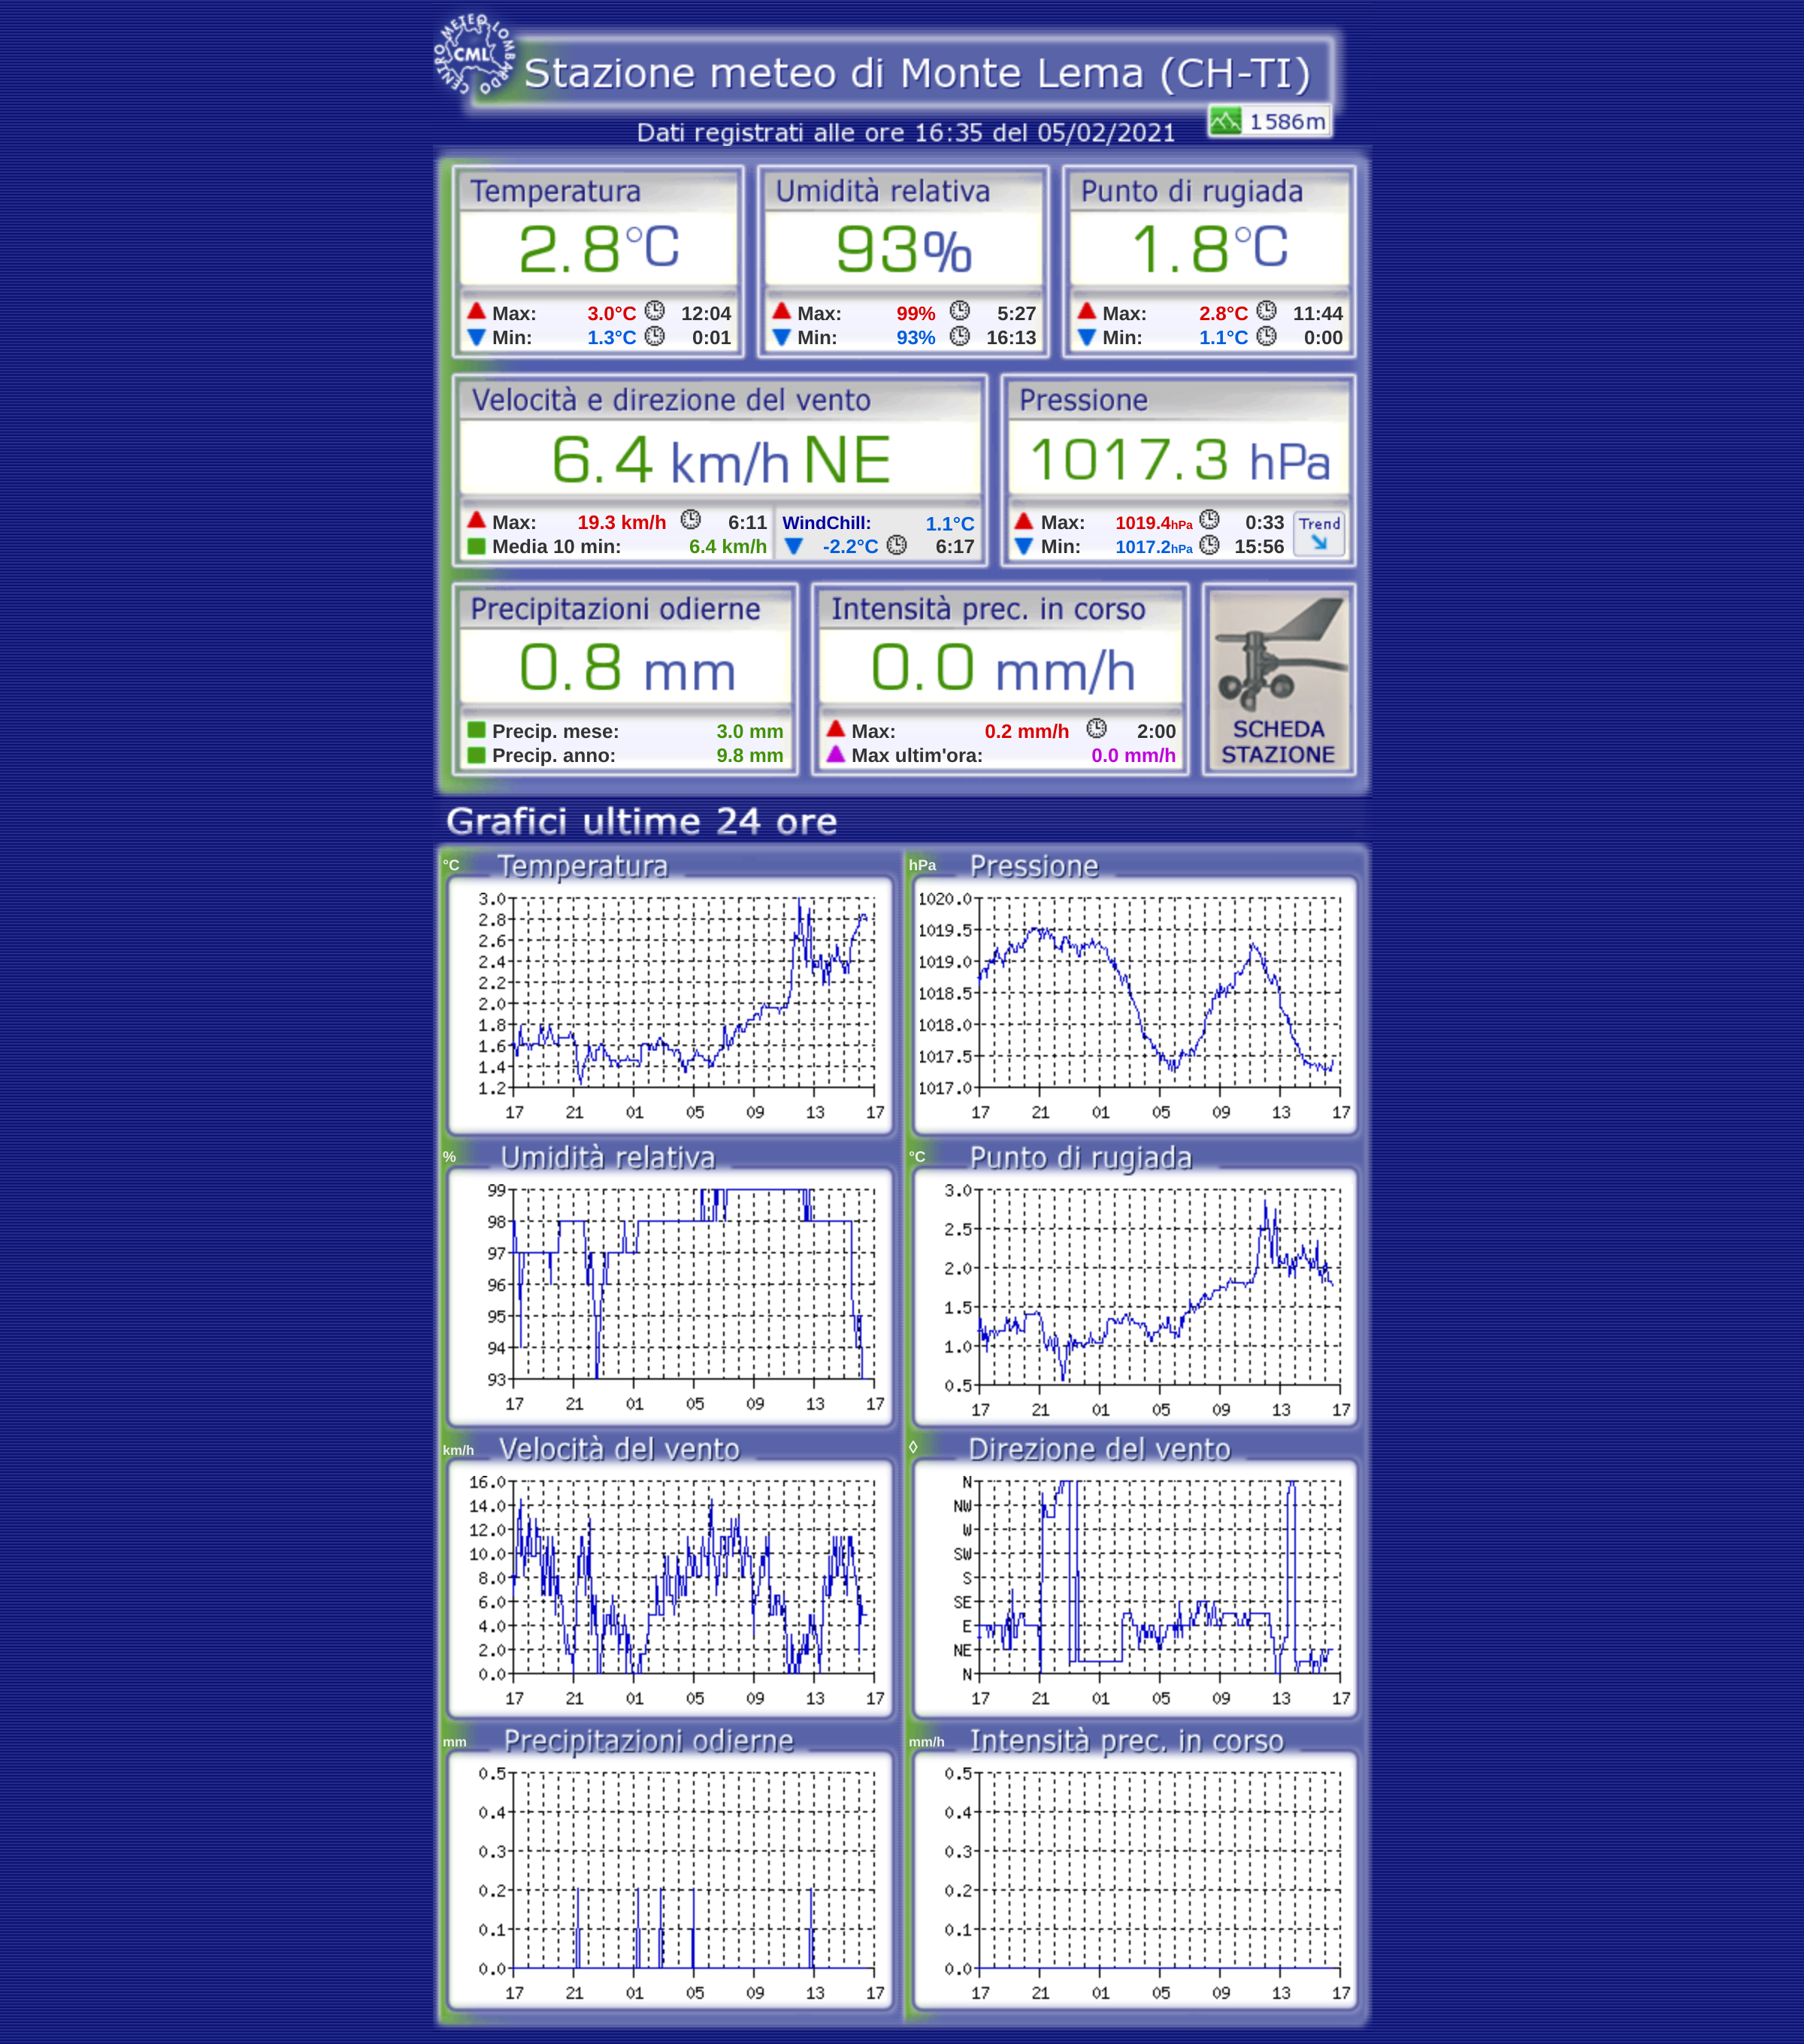 CENTRO METEO LOMBARDO
CML
Stazione meteo di Monte Lema (CH-TI)
1586m
Dati registrati alle ore 16:35 del 05/02/2021
Temperatura
2.8°C
Max: 3.0°C 12:04
Min: 1.3°C 0:01
Umidità relativa
93%
Max: 99% 5:27
Min: 93% 16:13
Punto di rugiada
1.8°C
Max: 2.8°C 11:44
Min: 1.1°C 0:00
Velocità e direzione del vento
6.4 km/h NE
Max: 19.3 km/h 6:11
Media 10 min: 6.4 km/h
WindChill: 1.1°C
-2.2°C 6:17
Pressione
1017.3 hPa
Max: 1019.4hPa 0:33
Min: 1017.2hPa 15:56
Trend
Precipitazioni odierne
0.8 mm
Precip. mese: 3.0 mm
Precip. anno: 9.8 mm
Intensità prec. in corso
0.0 mm/h
Max: 0.2 mm/h 2:00
Max ultim'ora: 0.0 mm/h
SCHEDA
STAZIONE
Grafici ultime 24 ore
°C Temperatura
3.0
2.8
2.6
2.4
2.2
2.0
1.8
1.6
1.4
1.2
17 21 01 05 09 13 17
hPa Pressione
1020.0
1019.5
1019.0
1018.5
1018.0
1017.5
1017.0
17 21 01 05 09 13 17
% Umidità relativa
99
98
97
96
95
94
93
17 21 01 05 09 13 17
°C Punto di rugiada
3.0
2.5
2.0
1.5
1.0
0.5
17 21 01 05 09 13 17
km/h Velocità del vento
16.0
14.0
12.0
10.0
8.0
6.0
4.0
2.0
0.0
17 21 01 05 09 13 17
◊ Direzione del vento
N
NW
W
SW
S
SE
E
NE
N
17 21 01 05 09 13 17
mm Precipitazioni odierne
0.5
0.4
0.3
0.2
0.1
0.0
17 21 01 05 09 13 17
mm/h Intensità prec. in corso
0.5
0.4
0.3
0.2
0.1
0.0
17 21 01 05 09 13 17